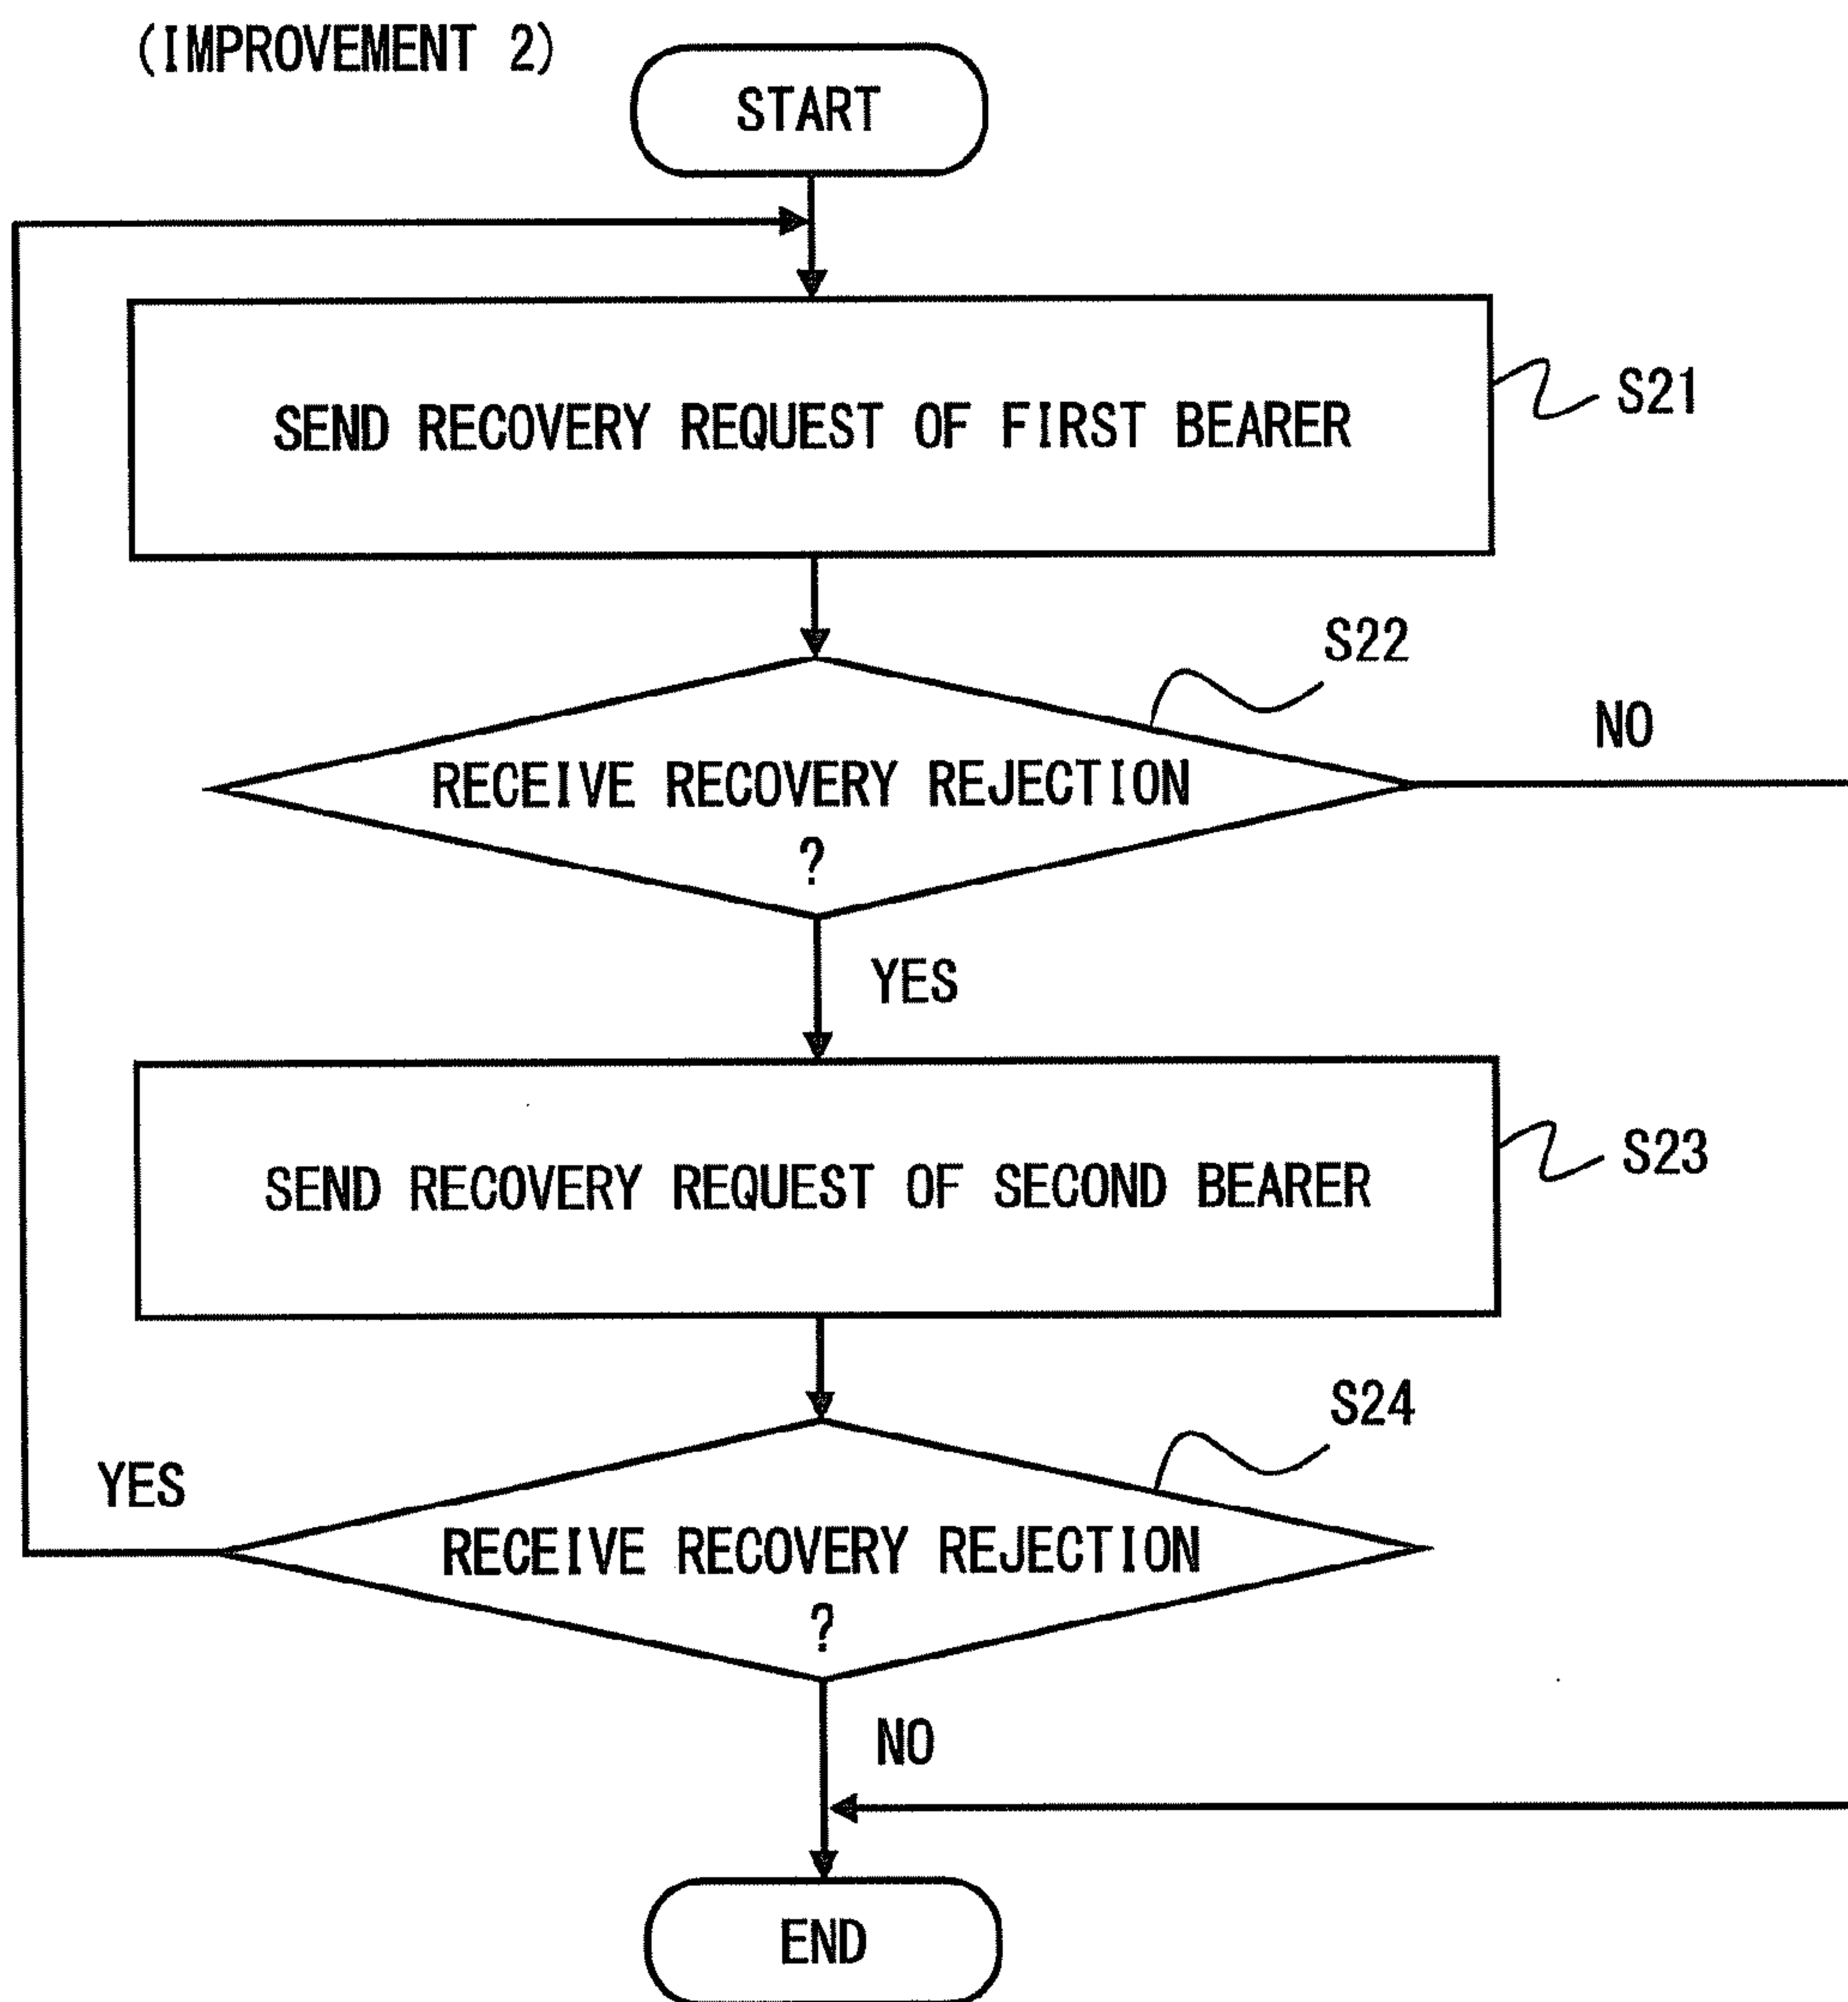 (IMPROVEMENT 2)
START
SEND RECOVERY REQUEST OF FIRST BEARER
S21
S22
RECEIVE RECOVERY REJECTION
?
NO
YES
SEND RECOVERY REQUEST OF SECOND BEARER
S23
S24
YES
RECEIVE RECOVERY REJECTION
?
NO
END